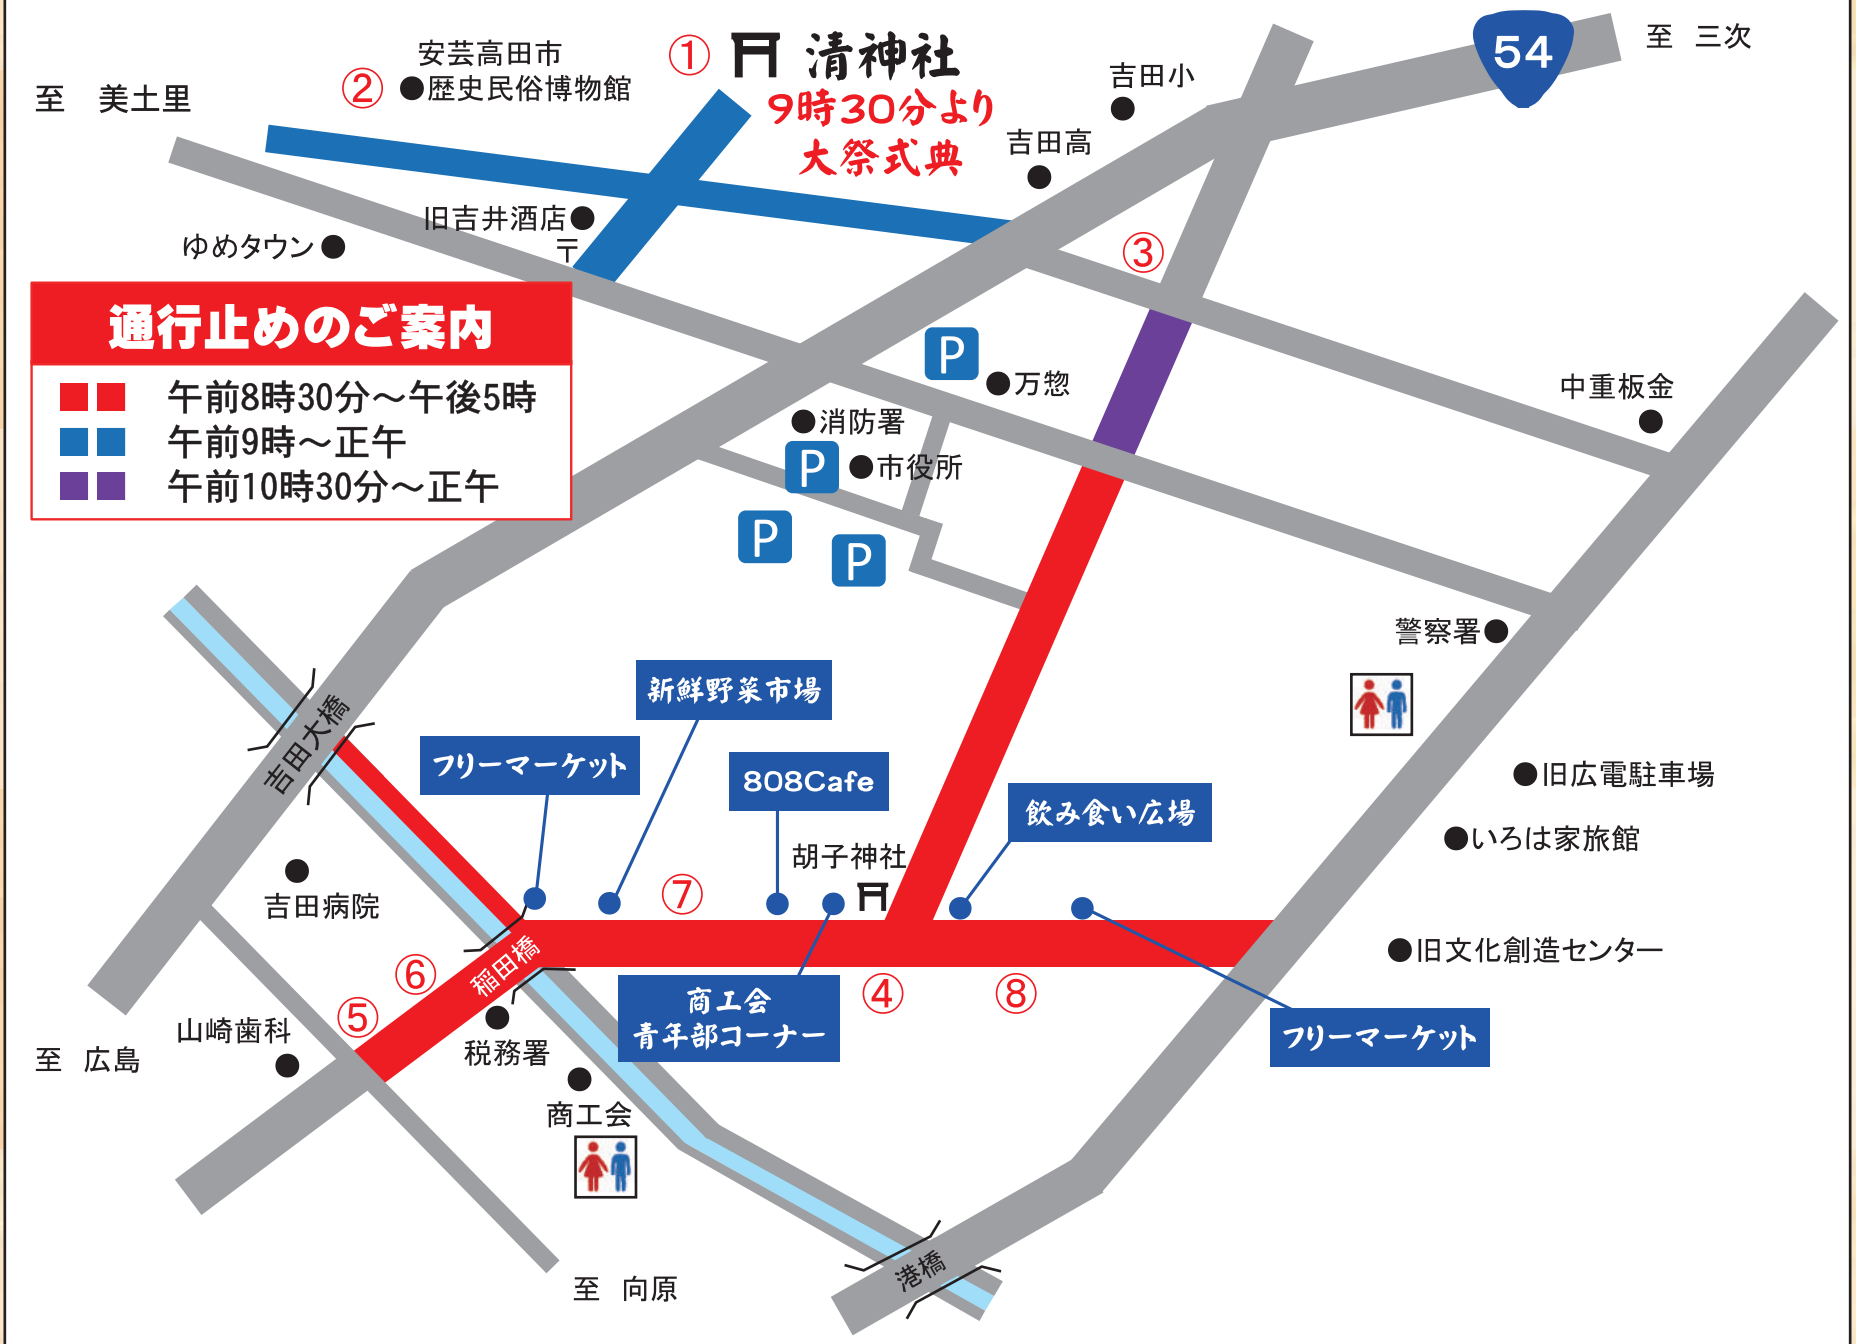 54
至 三次
安芸高田市
② ●歴史民俗博物館
① 清神社
9時30分より
大祭式典
至 美土里
吉田小
吉田高
旧吉井酒店
〒
ゆめタウン
③
通行止めのご案内
午前8時30分～午後5時
午前9時～正午
午前10時30分～正午
P
万惣
中重板金
消防署
P
市役所
P
P
警察署
吉田大橋
新鮮野菜市場
フリーマーケット
808Cafe
飲み食い広場
旧広電駐車場
いろは家旅館
胡子神社
吉田病院
⑦
稲田橋
旧文化創造センター
⑥
⑤
④
⑧
商工会
青年部コーナー
フリーマーケット
山崎歯科
税務署
至 広島
商工会
港橋
至 向原